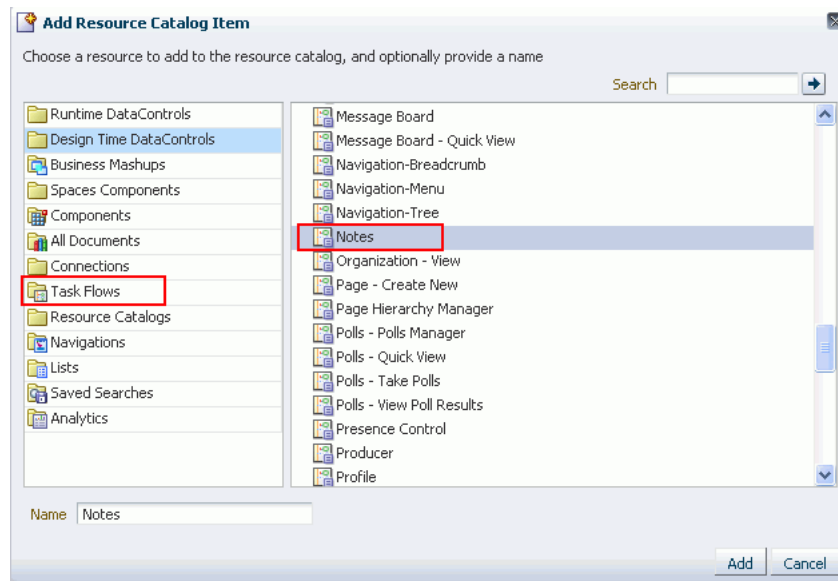 Add Resource Catalog Item
Choose a resource to add to the resource catalog, and optionally provide a name
Search
Runtime DataControls
Design Time DataControls
Business Mashups
Spaces Components
Components
All Documents
Connections
Task Flows
Resource Catalogs
Navigations
Lists
Saved Searches
Analytics
Message Board
Message Board - Quick View
Navigation-Breadcrumb
Navigation-Menu
Navigation-Tree
Notes
Organization - View
Page - Create New
Page Hierarchy Manager
Polls - Polls Manager
Polls - Quick View
Polls - Take Polls
Polls - View Poll Results
Presence Control
Producer
Profile
Name Notes
Add Cancel